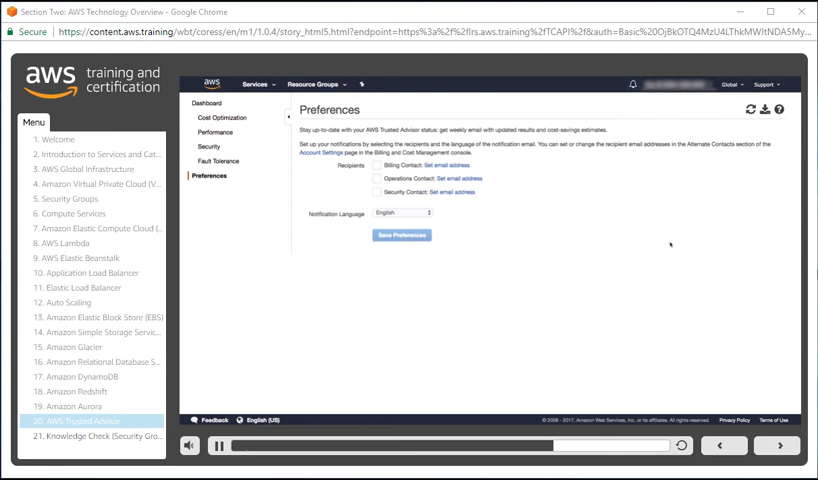 Section Two: AWS Technology Overview - Google Chrome
Secure
https://content.aws.training/wbt/coress/en/m1/1.0.4/story_html5.html?endpoint=https%3a%2f%2flrs.aws.training%2fTCAPI%2f&auth=Basic%20OjBkOTQ4MzU4LThkMWItNDA5My...
aws training and certification
Menu
1. Welcome
2. Introduction to Services and Cat...
3. AWS Global Infrastructure
4. Amazon Virtual Private Cloud (V...
5. Security Groups
6. Compute Services
7. Amazon Elastic Compute Cloud (...
8. AWS Lambda
9. AWS Elastic Beanstalk
10. Application Load Balancer
11. Elastic Load Balancer
12. Auto Scaling
13. Amazon Elastic Block Store (EBS)
14. Amazon Simple Storage Servic...
15. Amazon Glacier
16. Amazon Relational Database S...
17. Amazon DynamoDB
18. Amazon Redshift
19. Amazon Aurora
20. AWS Trusted Advisor
21. Knowledge Check (Security Gro...
aws Services Resource Groups Global Support
Dashboard
Cost Optimization
Performance
Security
Fault Tolerance
Preferences
Preferences
Stay up-to-date with your AWS Trusted Advisor status: get weekly email with updated results and cost-savings estimates.
Set up your notifications by selecting the recipients and the language of the notification email. You can set or change the recipient email addresses in the Alternate Contacts section of the
Account Settings page in the Billing and Cost Management console.
Recipients Billing Contact: Set email address
Operations Contact: Set email address
Security Contact: Set email address
Notification Language English
Save Preferences
Feedback English (US) © 2008 - 2017, Amazon Web Services, Inc. or its affiliates. All rights reserved. Privacy Policy Terms of Use